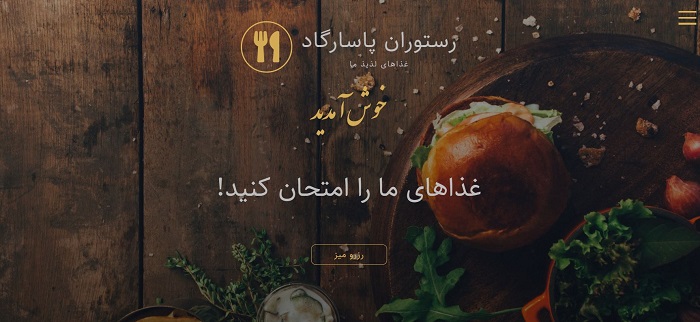 رستوران پاسارگاد
غذاهای لذیذ ما
خوش آمدید
غذاهای ما را امتحان کنید!
رزرو میز